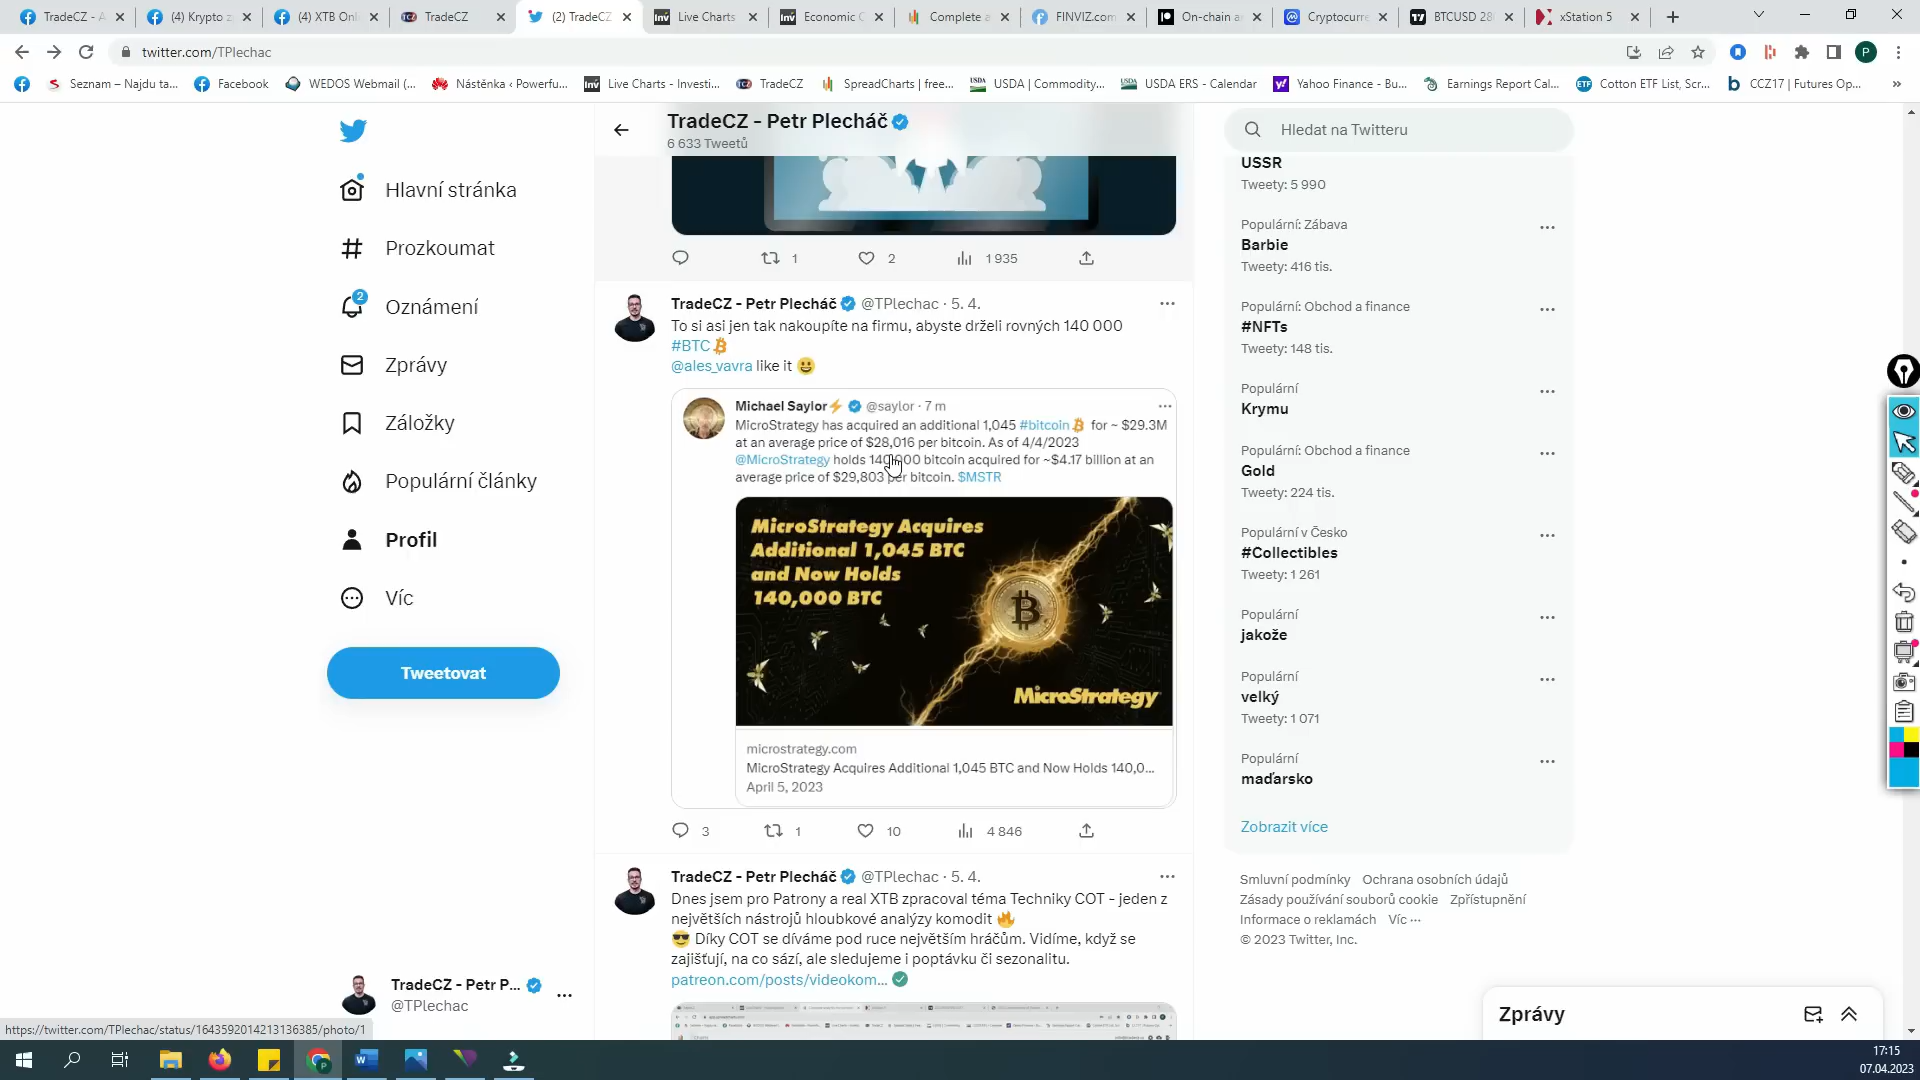 TradeCZ - A
(4) Krypto z
(4) XTB Onl
TradeCZ
(2) TradeCZ
Live Charts
Economic C
Complete a
FINVIZ.com
On-chain a
Cryptocurre
BTCUSD 28
xStation 5
twitter.com/TPlechac
P
Seznam – Najdu ta...
Facebook
WEDOS Webmail (...
Nástěnka ‹ Powerfu...
Live Charts - Investi...
TradeCZ
SpreadCharts | free...
USDA | Commodity...
USDA ERS - Calendar
Yahoo Finance - Bu...
Earnings Report Cal...
Cotton ETF List, Scr...
CCZ17 | Futures Op...
»
Hlavní stránka
Prozkoumat
2
Oznámení
Zprávy
Záložky
Populární články
Profil
Víc
Tweetovat
TradeCZ - Petr P...
@TPlechac
https://twitter.com/TPlechac/status/1643592014213136385/photo/1
TradeCZ - Petr Plecháč
6 633 Tweetů
1
2
1 935
TradeCZ - Petr Plecháč @TPlechac · 5. 4.
To si asi jen tak nakoupíte na firmu, abyste drželi rovných 140 000
#BTC
@ales_vavra like it 😀
Michael Saylor⚡ @saylor · 7 m
MicroStrategy has acquired an additional 1,045 #bitcoin for ~ $29.3M
at an average price of $28,016 per bitcoin. As of 4/4/2023
@MicroStrategy holds 140,000 bitcoin acquired for ~$4.17 billion at an
average price of $29,803 per bitcoin. $MSTR
MicroStrategy Acquires
Additional 1,045 BTC
and Now Holds
140,000 BTC
MicroStrategy
microstrategy.com
MicroStrategy Acquires Additional 1,045 BTC and Now Holds 140,0...
April 5, 2023
3
1
10
4 846
TradeCZ - Petr Plecháč @TPlechac · 5. 4.
Dnes jsem pro Patrony a real XTB zpracoval téma Techniky COT - jeden z
největších nástrojů hloubkové analýzy komodit 🔥
😎 Díky COT se díváme pod ruce největším hráčům. Vidíme, když se
zajišťují, na co sází, ale sledujeme i poptávku či sezonalitu.
patreon.com/posts/videokom...
Hledat na Twitteru
USSR
Tweety: 5 990
Populární: Zábava
Barbie
Tweety: 416 tis.
Populární: Obchod a finance
#NFTs
Tweety: 148 tis.
Populární
Krymu
Populární: Obchod a finance
Gold
Tweety: 224 tis.
Populární v Česko
#Collectibles
Tweety: 1 261
Populární
jakože
Populární
velký
Tweety: 1 071
Populární
maďarsko
Zobrazit více
Smluvní podmínky Ochrana osobních údajů
Zásady používání souborů cookie Zpřístupnění
Informace o reklamách Víc ···
© 2023 Twitter, Inc.
Zprávy
17:15
07.04.2023